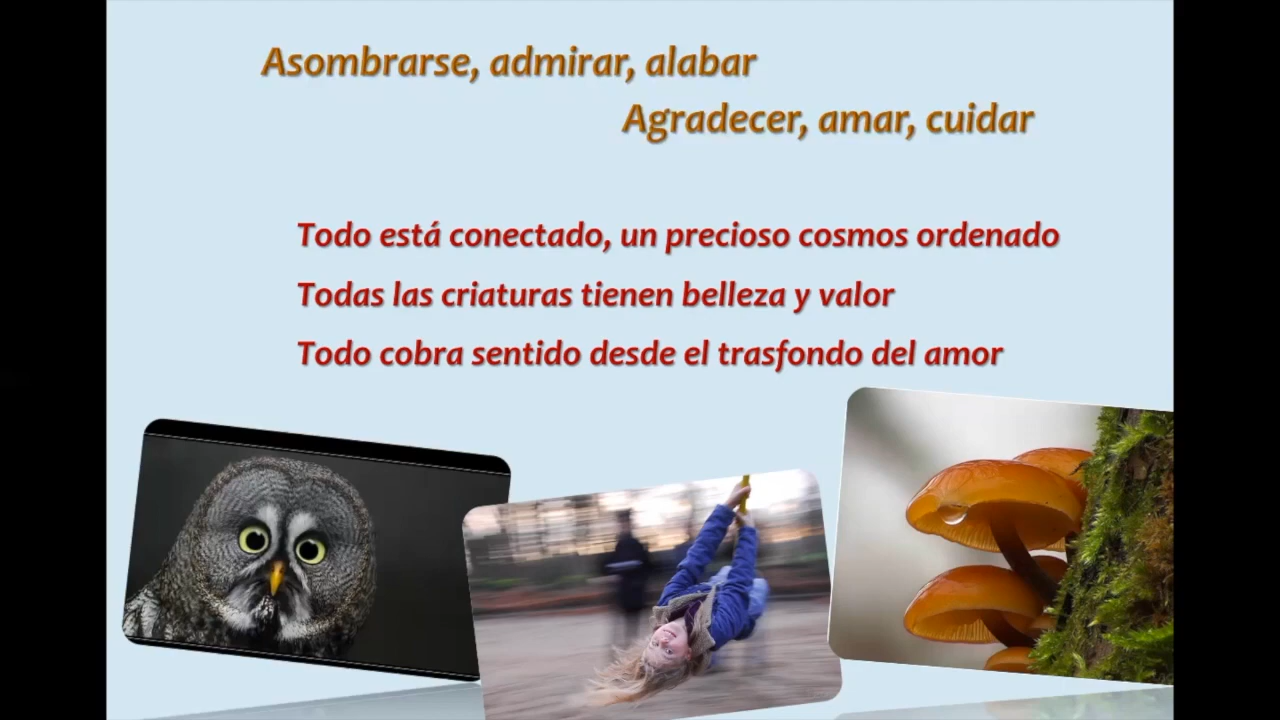 Asombrarse, admirar, alabar
Agradecer, amar, cuidar
Todo está conectado, un precioso cosmos ordenado
Todas las criaturas tienen belleza y valor
Todo cobra sentido desde el trasfondo del amor